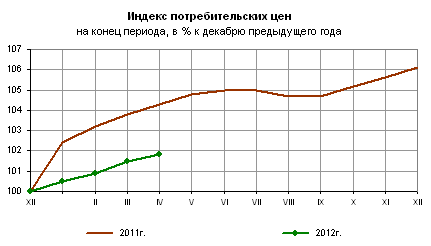 Индекс потребительских цен
на конец периода, в % к декабрю предыдущего года
107
106
105
104
103
102
101
100
XII II III IV V VI VII VIII IX X XI XII
2011г. 2012г.